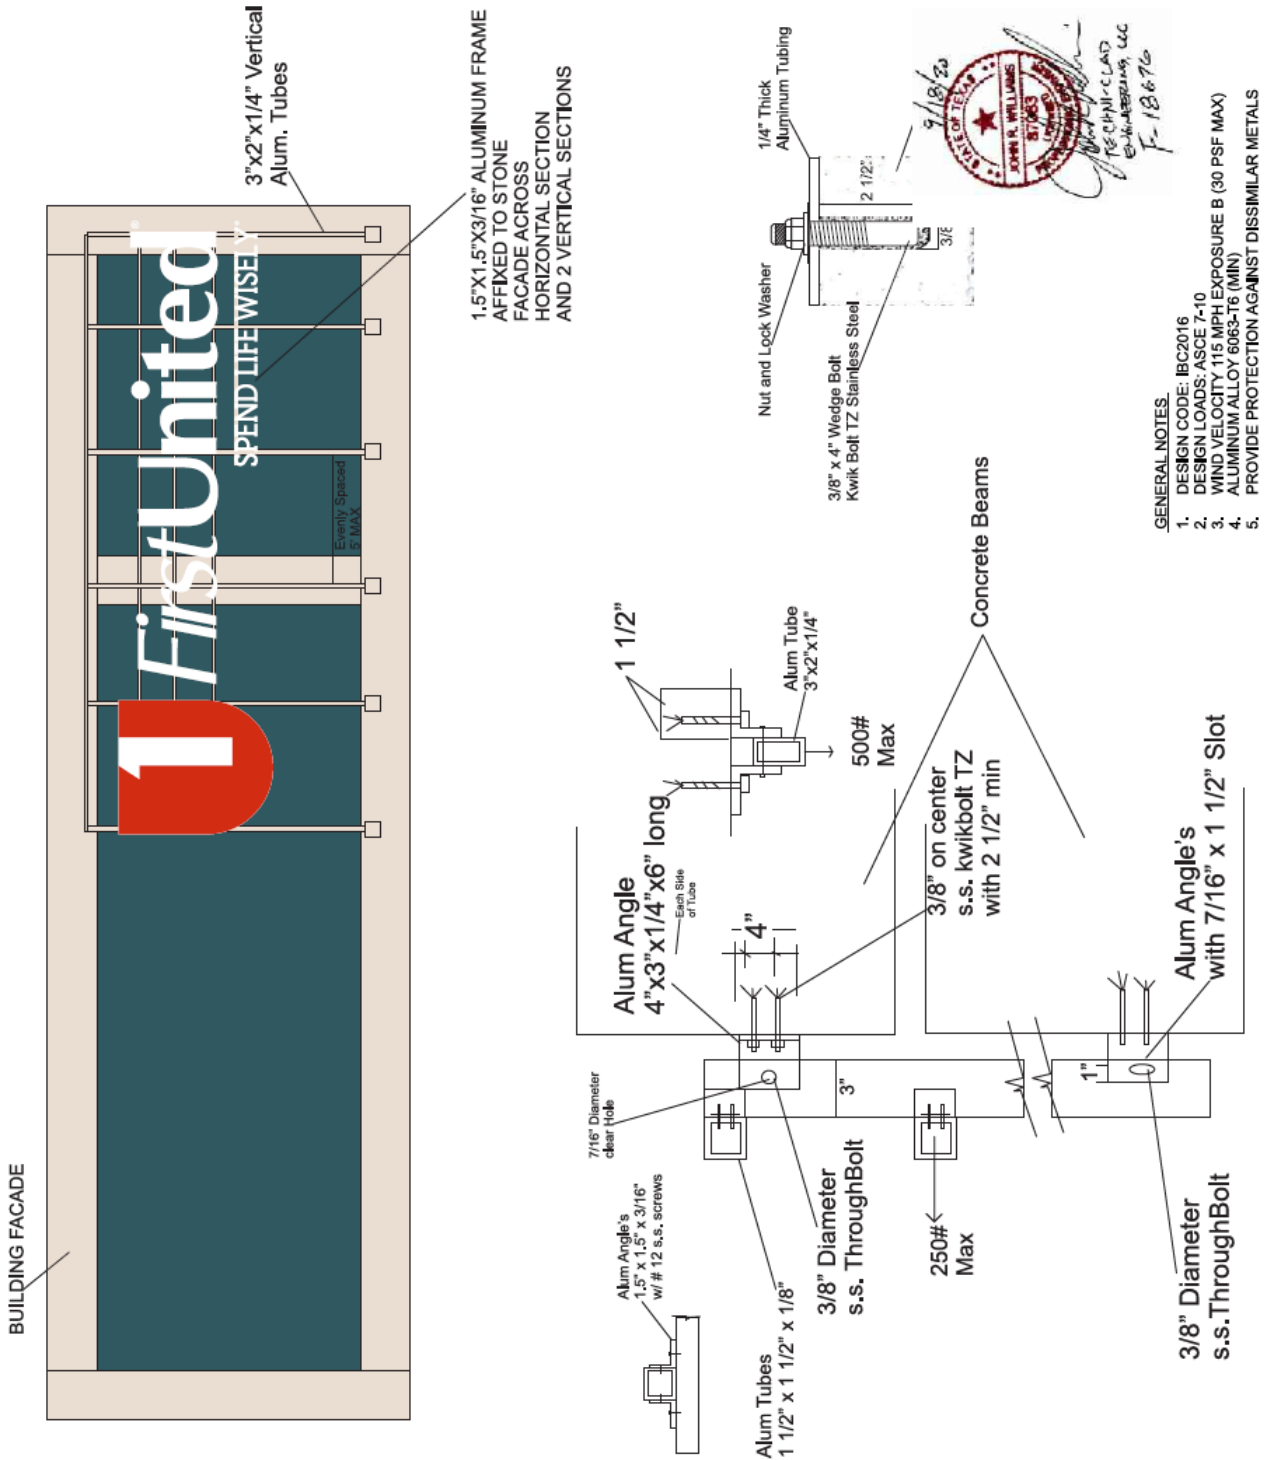 BUILDING FACADE
FirstUnited
SPEND LIFE WISELY
1
Evenly Spaced
5' MAX
3"x2"x1/4" Vertical
Alum. Tubes
1.5"X1.5"X3/16" ALUMINUM FRAME
AFFIXED TO STONE
FACADE ACROSS
HORIZONTAL SECTION
AND 2 VERTICAL SECTIONS
Alum Angle's
1.5" x 1.5" x 3/16"
w/ # 12 s.s. screws
Alum Tubes
1 1/2" x 1 1/2" x 1/8"
7/16" Diameter
clear Hole
3/8" Diameter
s.s. ThroughBolt
Alum Angle
4"x3"x1/4"x6" long
Each Side
of Tube
4"
3"
250#
Max
1 1/2"
Alum Tube
3"x2"x1/4"
500#
Max
3/8" on center
s.s. kwikbolt TZ
with 2 1/2" min
Concrete Beams
1"
Alum Angle's
with 7/16" x 1 1/2" Slot
3/8" Diameter
s.s.ThroughBolt
Nut and Lock Washer
1/4" Thick
Aluminum Tubing
2 1/2"
3/8
3/8" x 4" Wedge Bolt
Kwik Bolt TZ Stainless Steel
9/18/20
STATE OF TEXAS
JOHN R. WILLIAMS
87063
LICENSED
TECHNI-CLAD
ENGINEERING, LLC
F-18676
GENERAL NOTES
1. DESIGN CODE: IBC2016
2. DESIGN LOADS: ASCE 7-10
3. WIND VELOCITY 115 MPH EXPOSURE B (30 PSF MAX)
4. ALUMINUM ALLOY 6063-T6 (MIN)
5. PROVIDE PROTECTION AGAINST DISSIMILAR METALS